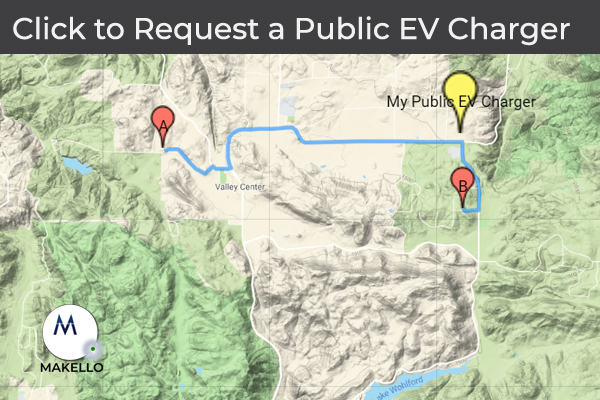 Click to Request a Public EV Charger
My Public EV Charger
A
B
Valley Center
M
MAKELLO
Lake Wohlford